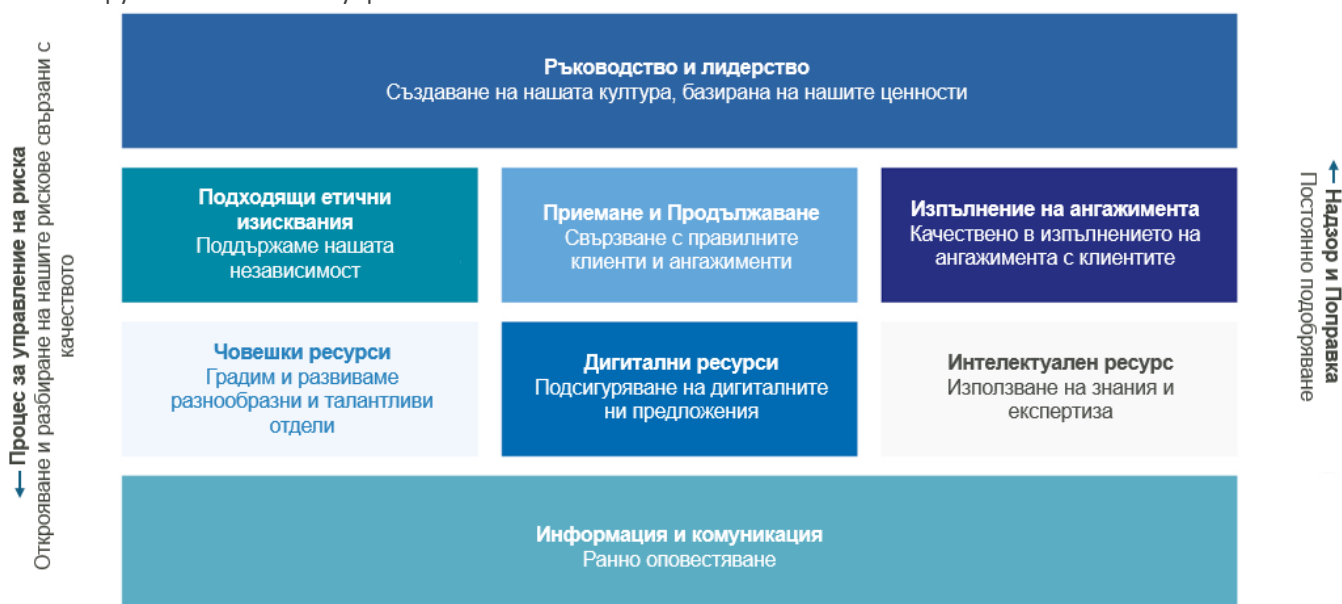 Ръководство и лидерство
Създаване на нашата култура, базирана на нашите ценности
← Процес за управление на риска
Открояване и разбиране на нашите рискове свързани с
качеството
Подходящи етични
изисквания
Поддържаме нашата
независимост
Приемане и Продължаване
Свързване с правилните
клиенти и ангажименти
Изпълнение на ангажимента
Качествено в изпълнението на
ангажимента с клиентите
Човешки ресурси
Градим и развиваме
разнообразни и талантливи
отдели
Дигитални ресурси
Подсигуряване на дигиталните
ни предложения
Интелектуален ресурс
Използване на знания и
експертиза
← Надзор и Поправка
Постоянно подобряване
Информация и комуникация
Ранно оповестяване